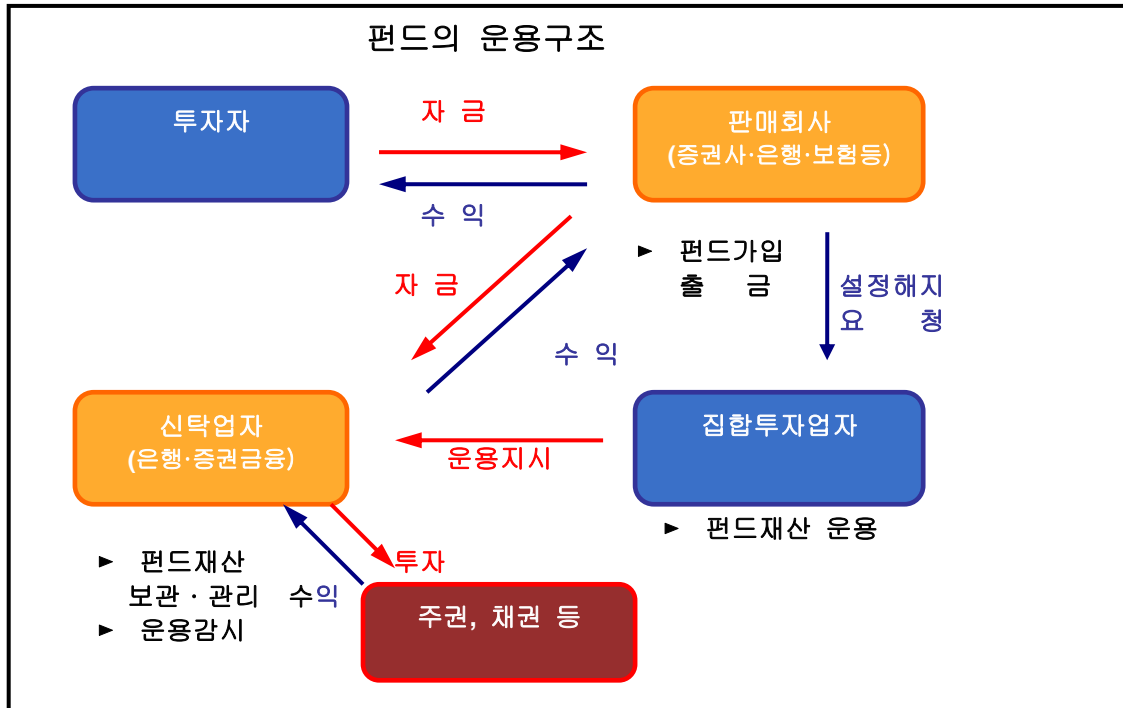 펀드의 운용구조
투자자
자 금
판매회사
(증권사·은행·보험등)
수 익
► 펀드가입
출 금
자 금
설정해지
요 청
수 익
신탁업자
(은행·증권금융)
운용지시
집합투자업자
► 펀드재산 운용
► 펀드재산
보관 · 관리
수익
► 운용감시
투자
주권, 채권 등